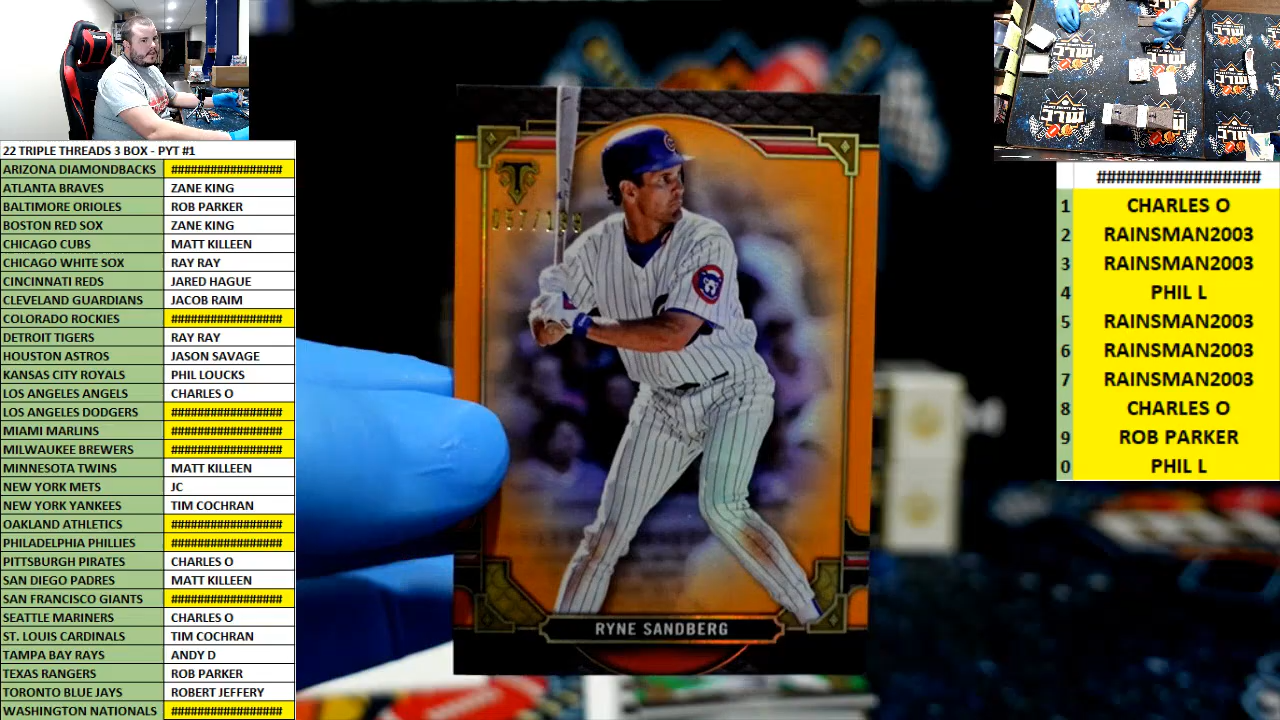 22 TRIPLE THREADS 3 BOX - PYT #1
ARIZONA DIAMONDBACKS #################
ATLANTA BRAVES ZANE KING
BALTIMORE ORIOLES ROB PARKER
BOSTON RED SOX ZANE KING
CHICAGO CUBS MATT KILLEEN
CHICAGO WHITE SOX RAY RAY
CINCINNATI REDS JARED HAGUE
CLEVELAND GUARDIANS JACOB RAIM
COLORADO ROCKIES #################
DETROIT TIGERS RAY RAY
HOUSTON ASTROS JASON SAVAGE
KANSAS CITY ROYALS PHIL LOUCKS
LOS ANGELES ANGELS CHARLES O
LOS ANGELES DODGERS #################
MIAMI MARLINS #################
MILWAUKEE BREWERS #################
MINNESOTA TWINS MATT KILLEEN
NEW YORK METS JC
NEW YORK YANKEES TIM COCHRAN
OAKLAND ATHLETICS #################
PHILADELPHIA PHILLIES #################
PITTSBURGH PIRATES CHARLES O
SAN DIEGO PADRES MATT KILLEEN
SAN FRANCISCO GIANTS #################
SEATTLE MARINERS CHARLES O
ST. LOUIS CARDINALS TIM COCHRAN
TAMPA BAY RAYS ANDY D
TEXAS RANGERS ROB PARKER
TORONTO BLUE JAYS ROBERT JEFFERY
WASHINGTON NATIONALS #################
T
057/199
RYNE SANDBERG
#################
1 CHARLES O
2 RAINSMAN2003
3 RAINSMAN2003
4 PHIL L
5 RAINSMAN2003
6 RAINSMAN2003
7 RAINSMAN2003
8 CHARLES O
9 ROB PARKER
0 PHIL L